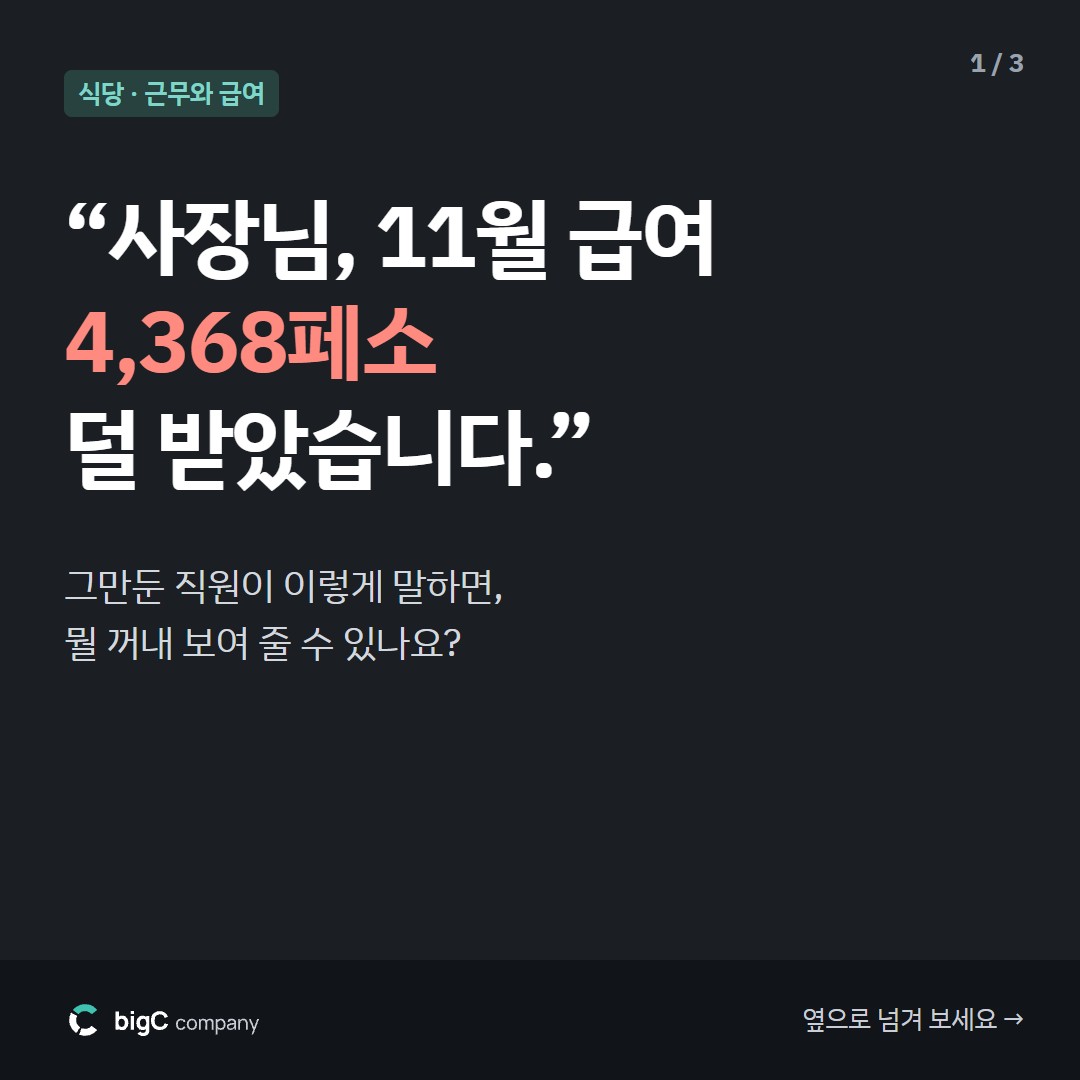 1 / 3
식당 · 근무와 급여
“사장님, 11월 급여
4,368페소
덜 받았습니다.”
그만둔 직원이 이렇게 말하면,
뭘 꺼내 보여 줄 수 있나요?
bigC company
옆으로 넘겨 보세요 →